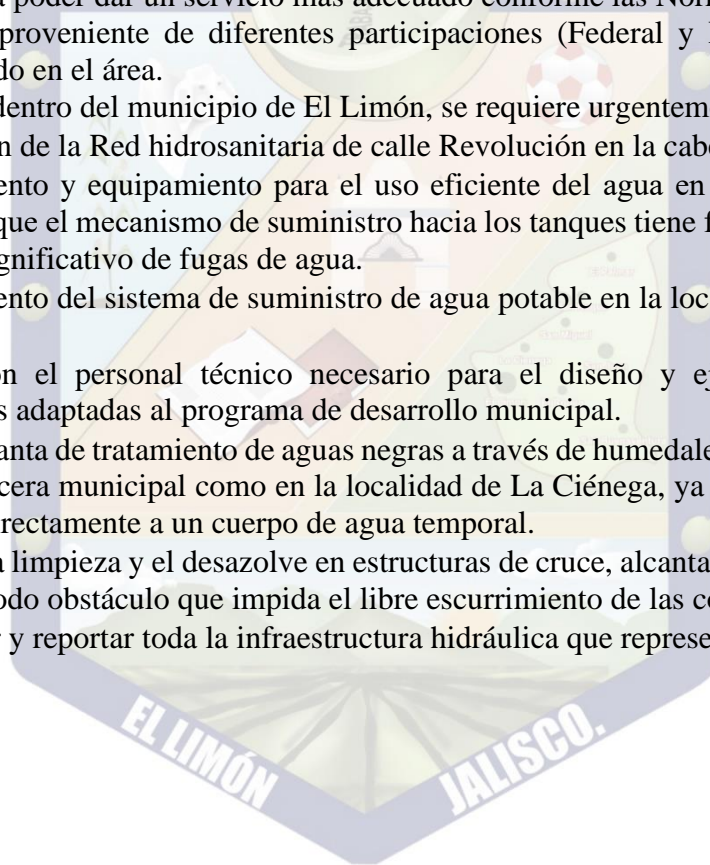 poder dar un servicio más adecuado conforme las
proveniente de diferentes participaciones (Federal y
do en el área.
dentro del municipio de El Limón, se requiere urgentem
n de la Red hidrosanitaria de calle Revolución en la cabe
ento y equipamiento para el uso eficiente del agua en
que el mecanismo de suministro hacia los tanques tiene f
gnificativo de fugas de agua.
ento del sistema de suministro de agua potable en la loc
n el personal técnico necesario para el diseño y ej
s adaptadas al programa de desarrollo municipal.
anta de tratamiento de aguas negras a través de humedale
cera municipal como en la localidad de La Ciénega, ya
rectamente a un cuerpo de agua temporal.
a limpieza y el desazolve en estructuras de cruce, alcanta
odo obstáculo que impida el libre escurrimiento de las co
r y reportar toda la infraestructura hidráulica que represe
EL LIMÓN JALISCO.